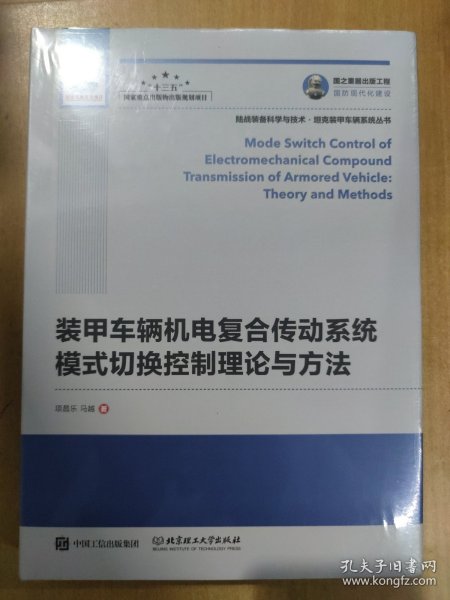 "十三五"
国家重点出版物出版规划项目
国之重器出版工程
国防现代化建设
陆战装备科学与技术·坦克装甲车辆系统丛书
Mode Switch Control of
Electromechanical Compound
Transmission of Armored Vehicle:
Theory and Methods
装甲车辆机电复合传动系统
模式切换控制理论与方法
项昌乐 马越 著
中国工信出版集团
北京理工大学出版社
BEIJING INSTITUTE OF TECHNOLOGY PRESS
孔夫子旧书网
www.kongfz.com